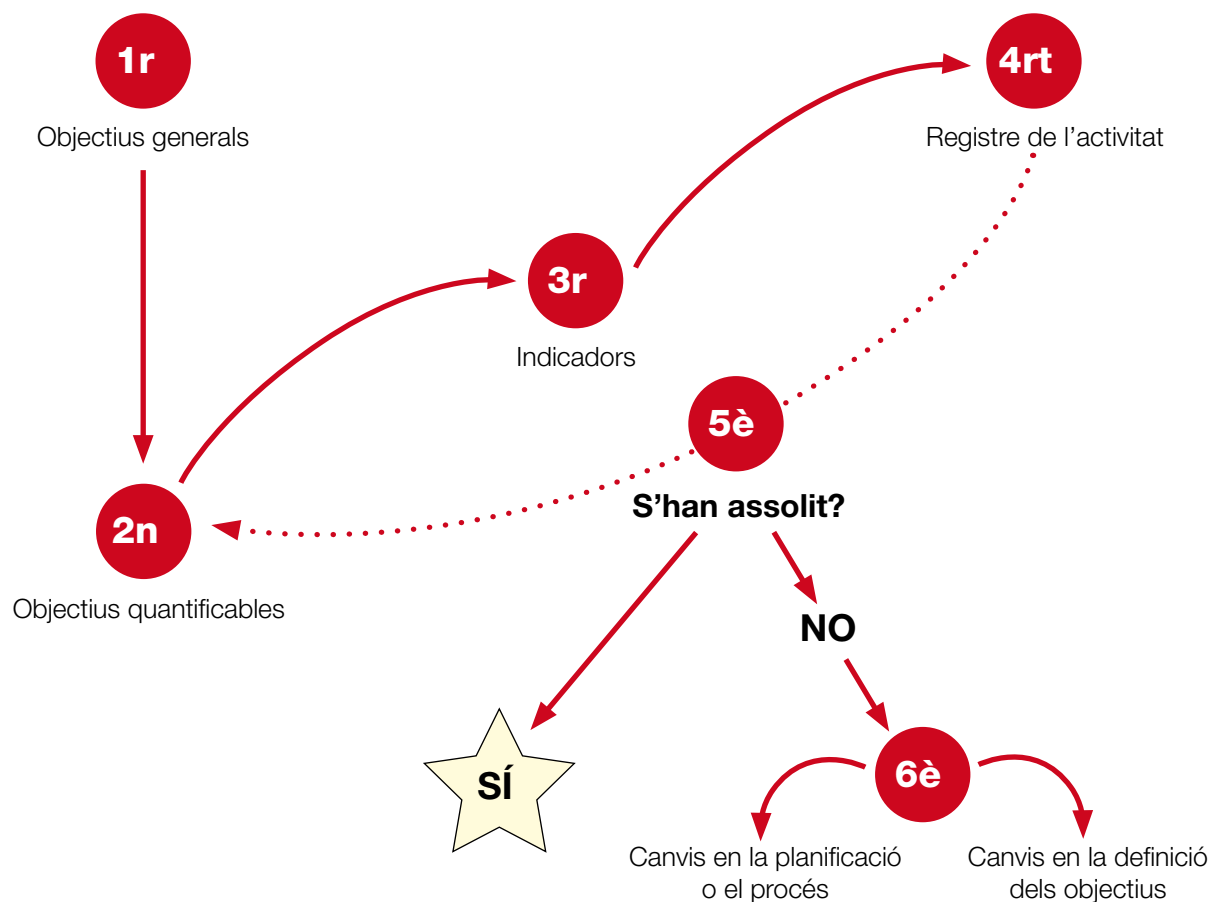 1r
Objectius generals
4rt
Registre de l’activitat
3r
Indicadors
5è
S’han assolit?
2n
Objectius quantificables
NO
SÍ
6è
Canvis en la planificació
o el procés
Canvis en la definició
dels objectius